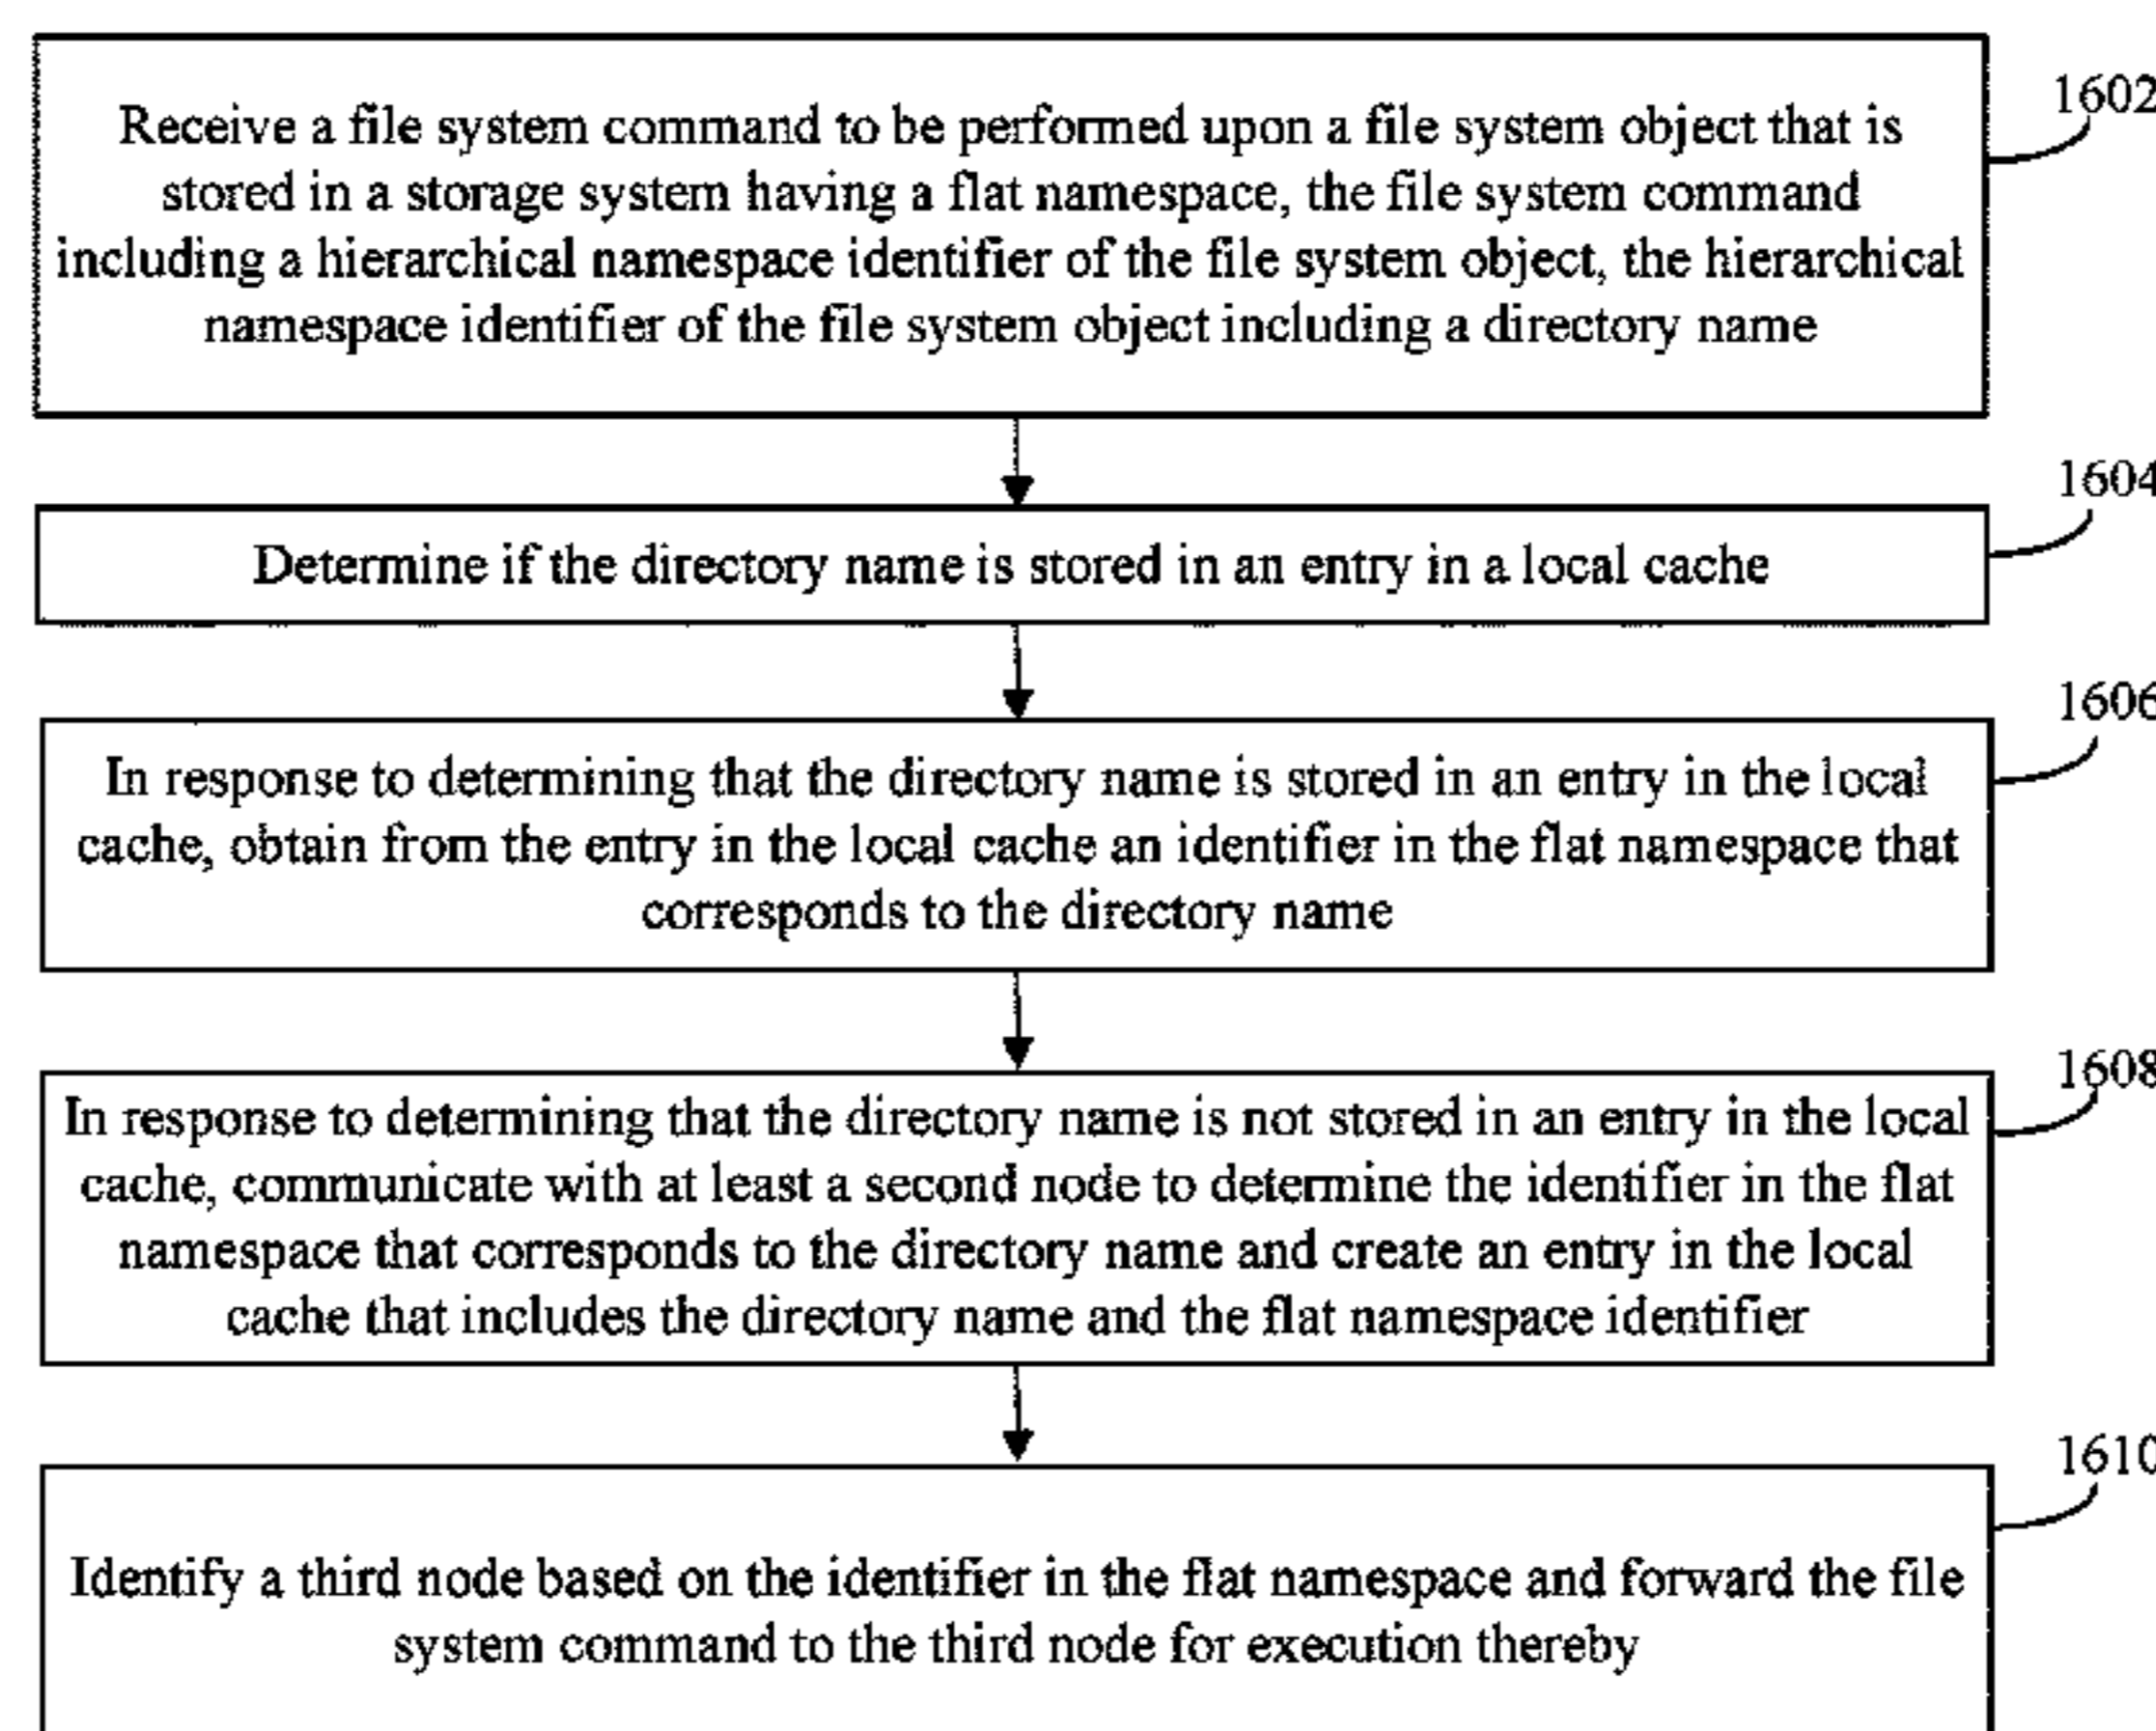 1602
Receive a file system command to be performed upon a file system object that is
stored in a storage system having a flat namespace, the file system command
including a hierarchical namespace identifier of the file system object, the hierarchical
namespace identifier of the file system object including a directory name
1604
Determine if the directory name is stored in an entry in a local cache
1606
In response to determining that the directory name is stored in an entry in the local
cache, obtain from the entry in the local cache an identifier in the flat namespace that
corresponds to the directory name
1608
In response to determining that the directory name is not stored in an entry in the local
cache, communicate with at least a second node to determine the identifier in the flat
namespace that corresponds to the directory name and create an entry in the local
cache that includes the directory name and the flat namespace identifier
1610
Identify a third node based on the identifier in the flat namespace and forward the file
system command to the third node for execution thereby